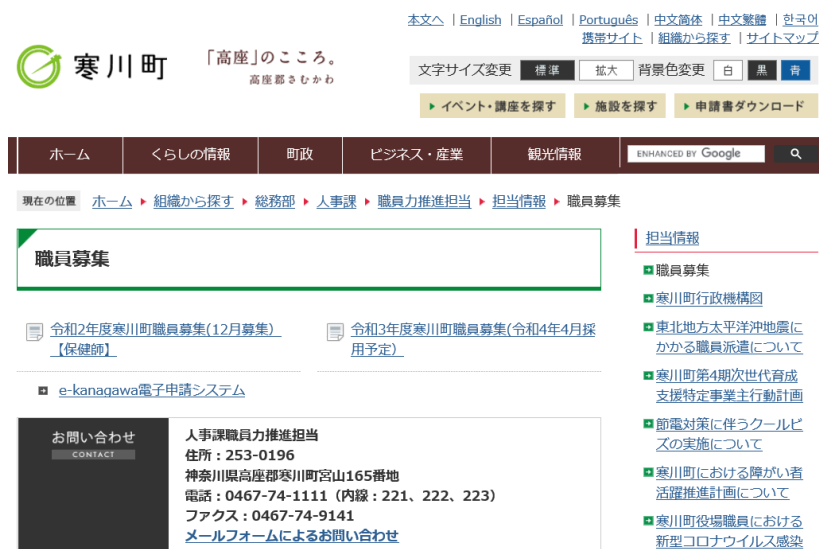 本文へ | English | Español | Português | 中文简体 | 中文繁體 | 한국어
携帯サイト | 組織から探す | サイトマップ
寒川町
「高座」のこころ。
高座郡さむかわ
文字サイズ変更 標準 拡大 背景色変更 白 黒 青
イベント・講座を探す 施設を探す 申請書ダウンロード
ホーム くらしの情報 町政 ビジネス・産業 観光情報 ENHANCED BY Google
現在の位置 ホーム 組織から探す 総務部 人事課 職員力推進担当 担当情報 職員募集
職員募集
令和2年度寒川町職員募集(12月募集)
【保健師】
令和3年度寒川町職員募集(令和4年4月採
用予定)
e-kanagawa電子申請システム
お問い合わせ
CONTACT
人事課職員力推進担当
住所：253-0196
神奈川県高座郡寒川町宮山165番地
電話：0467-74-1111（内線：221、222、223）
ファクス：0467-74-9141
メールフォームによるお問い合わせ
担当情報
職員募集
寒川町行政機構図
東北地方太平洋沖地震に
かかる職員派遣について
寒川町第4期次世代育成
支援特定事業主行動計画
節電対策に伴うクールビ
ズの実施について
寒川町における障がい者
活躍推進計画について
寒川町役場職員における
新型コロナウイルス感染